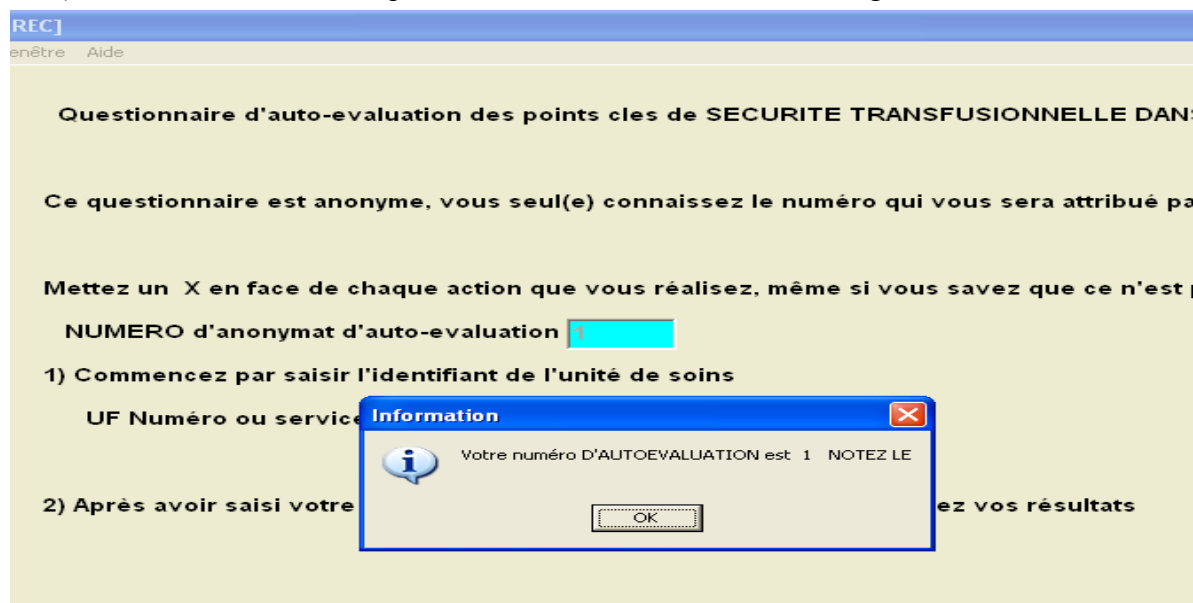 REC]
enêtre Aide
Questionnaire d'auto-evaluation des points cles de SECURITE TRANSFUSIONNELLE DAN
Ce questionnaire est anonyme, vous seul(e) connaissez le numéro qui vous sera attribué pa
Mettez un X en face de chaque action que vous réalisez, même si vous savez que ce n'est
NUMERO d'anonymat d'auto-evaluation 1
1) Commencez par saisir l'identifiant de l'unité de soins
UF Numéro ou service
Information
Votre numéro D'AUTOEVALUATION est 1 NOTEZ LE
2) Après avoir saisi votre ez vos résultats
OK